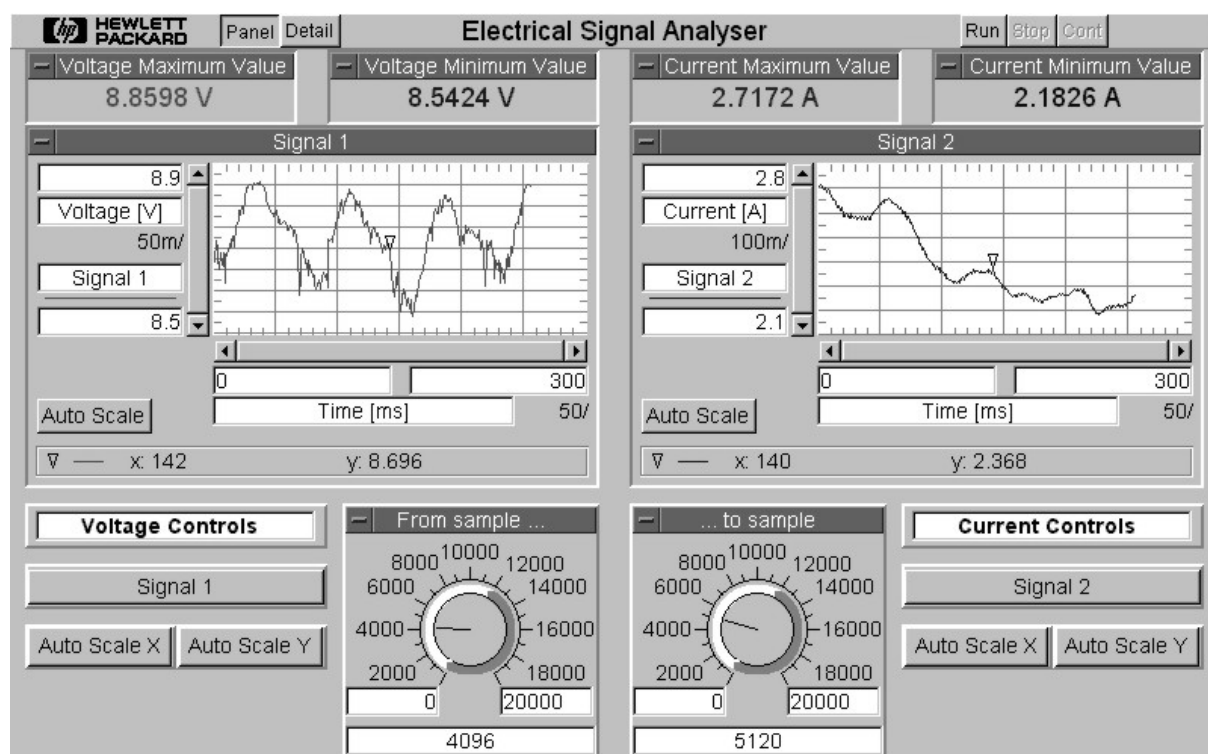 hp HEWLETT PACKARD Panel Detail Electrical Signal Analyser Run Stop Cont
Voltage Maximum Value
8.8598 V
Voltage Minimum Value
8.5424 V
Current Maximum Value
2.7172 A
Current Minimum Value
2.1826 A
Signal 1
8.9
Voltage [V]
50m/
Signal 1
8.5
0 300
Auto Scale Time [ms] 50/
x: 142 y: 8.696
Signal 2
2.8
Current [A]
100m/
Signal 2
2.1
0 300
Auto Scale Time [ms] 50/
x: 140 y: 2.368
Voltage Controls
Signal 1
Auto Scale X Auto Scale Y
From sample ...
10000
8000 12000
6000 14000
4000 16000
2000 18000
0 20000
4096
... to sample
10000
8000 12000
6000 14000
4000 16000
2000 18000
0 20000
5120
Current Controls
Signal 2
Auto Scale X Auto Scale Y